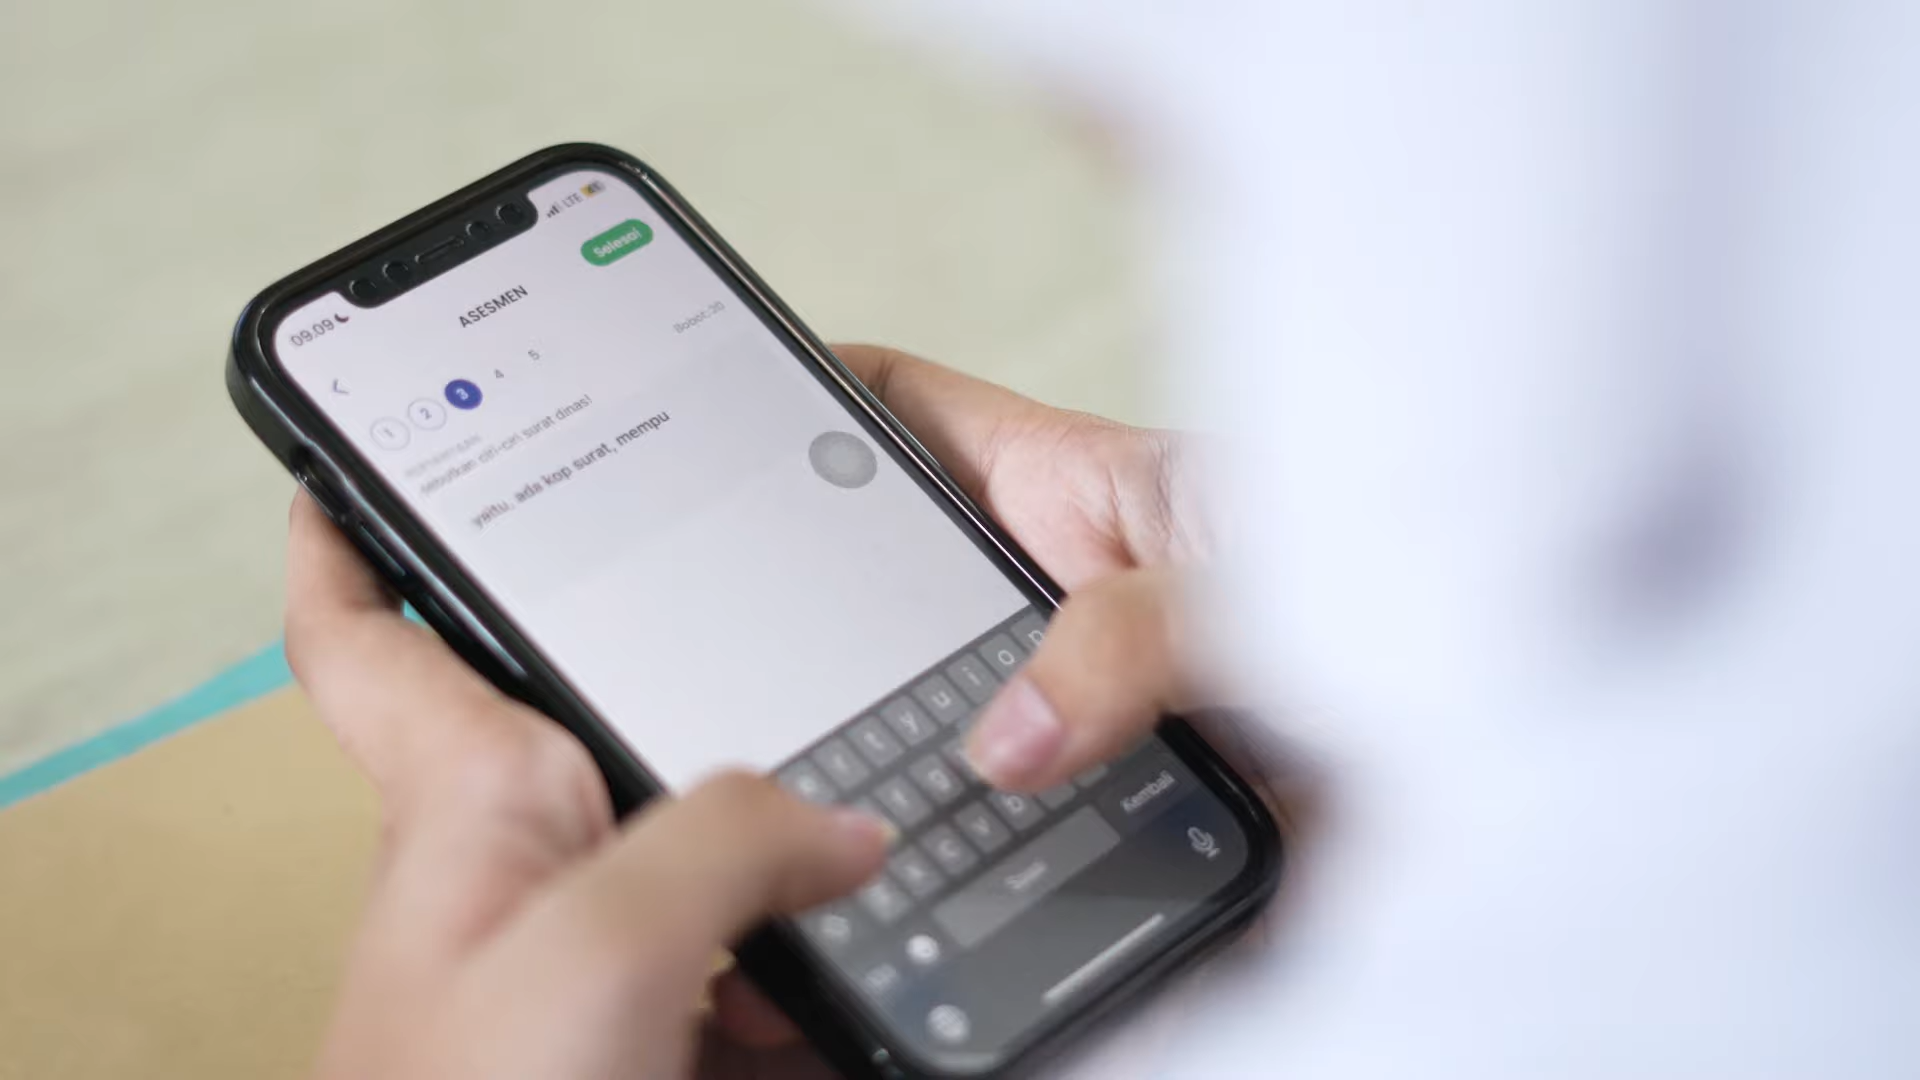 09.09
LTE
Selesai
ASESMEN
1 2 3 4 5
Bobot: 20
sebutkan ciri-ciri surat dinas!
yaitu, ada kop surat, mempu
t y u i o p
f g
x c v b
Kembali